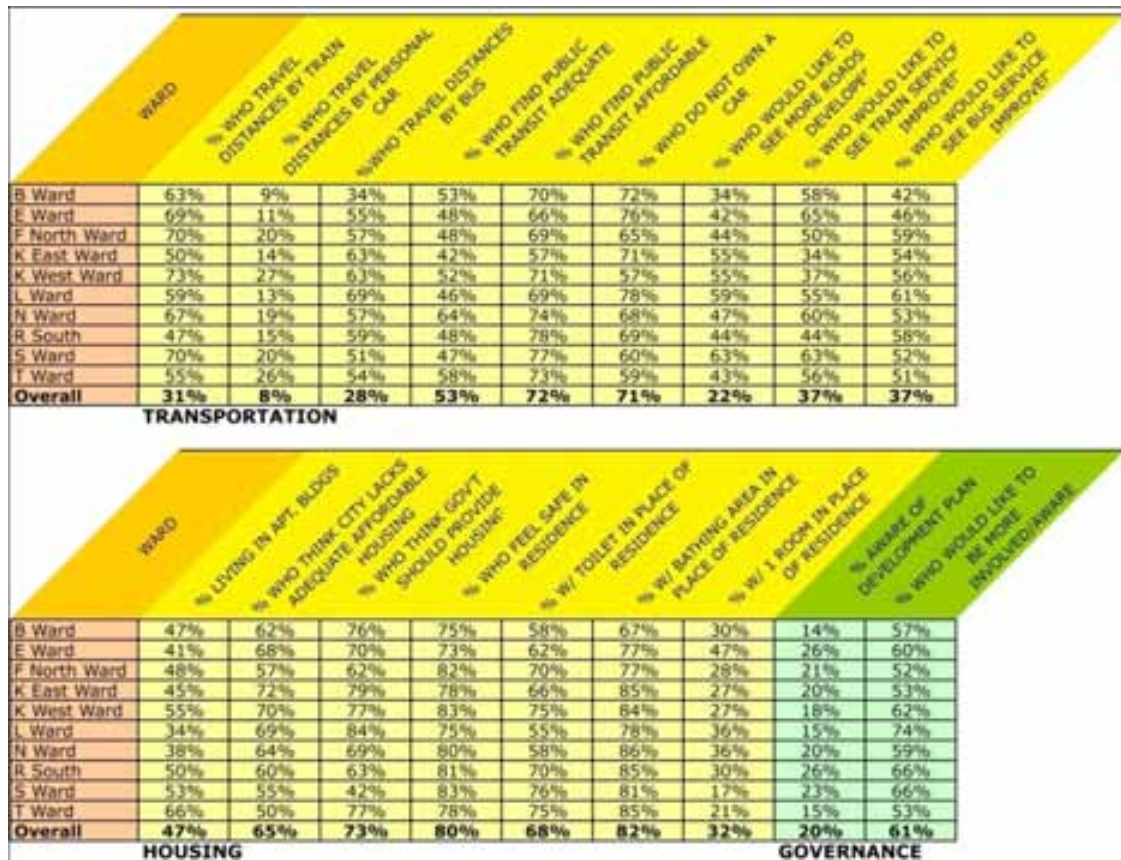 WARD
% WHO TRAVEL
DISTANCES BY TRAIN
% WHO TRAVEL
DISTANCES BY PERSONAL
CAR
%WHO TRAVEL DISTANCES
BY BUS
% WHO FIND PUBLIC
TRANSIT ADEQUATE
% WHO FIND PUBLIC
TRANSIT AFFORDABLE
% WHO DO NOT OWN A
CAR
% WHO WOULD LIKE TO
SEE MORE ROADS
DEVELOP
% WHO WOULD LIKE TO
SEE TRAIN SERVICE
IMPROVE
% WHO WOULD LIKE TO
SEE BUS SERVICE
IMPROVE
B Ward 63% 9% 34% 53% 70% 72% 34% 58% 42%
E Ward 69% 11% 55% 48% 66% 76% 42% 65% 46%
F North Ward 70% 20% 57% 48% 69% 65% 44% 50% 59%
K East Ward 50% 14% 63% 42% 57% 71% 55% 34% 54%
K West Ward 73% 27% 63% 52% 71% 57% 55% 37% 56%
L Ward 59% 13% 69% 46% 69% 78% 59% 55% 61%
N Ward 67% 19% 57% 64% 74% 68% 47% 60% 53%
R South 47% 15% 59% 48% 78% 69% 44% 44% 58%
S Ward 70% 20% 51% 47% 77% 60% 63% 63% 52%
T Ward 55% 26% 54% 58% 73% 59% 43% 56% 51%
Overall 31% 8% 28% 53% 72% 71% 22% 37% 37%
TRANSPORTATION
WARD
% LIVING IN APT. BLDGS
% WHO THINK CITY LACKS
ADEQUATE AFFORDABLE
HOUSING
% WHO THINK GOV'T
SHOULD PROVIDE
HOUSING
% WHO FEEL SAFE IN
RESIDENCE
% W/ TOILET IN PLACE OF
RESIDENCE
% W/ BATHING AREA IN
PLACE OF RESIDENCE
% W/ 1 ROOM IN PLACE
OF RESIDENCE
% AWARE OF
DEVELOPMENT PLAN
% WHO WOULD LIKE TO
BE MORE
INVOLVED/AWARE
B Ward 47% 62% 76% 75% 58% 67% 30% 14% 57%
E Ward 41% 68% 70% 73% 62% 77% 47% 26% 60%
F North Ward 48% 57% 62% 82% 70% 77% 28% 21% 52%
K East Ward 45% 72% 79% 78% 66% 85% 27% 20% 53%
K West Ward 55% 70% 77% 83% 75% 84% 27% 18% 62%
L Ward 34% 69% 84% 75% 55% 78% 36% 15% 74%
N Ward 38% 64% 69% 80% 58% 86% 36% 20% 59%
R South 50% 60% 63% 81% 70% 85% 30% 26% 66%
S Ward 53% 55% 42% 83% 76% 81% 17% 23% 66%
T Ward 66% 50% 77% 78% 75% 85% 21% 15% 53%
Overall 47% 65% 73% 80% 68% 82% 32% 20% 61%
HOUSING GOVERNANCE